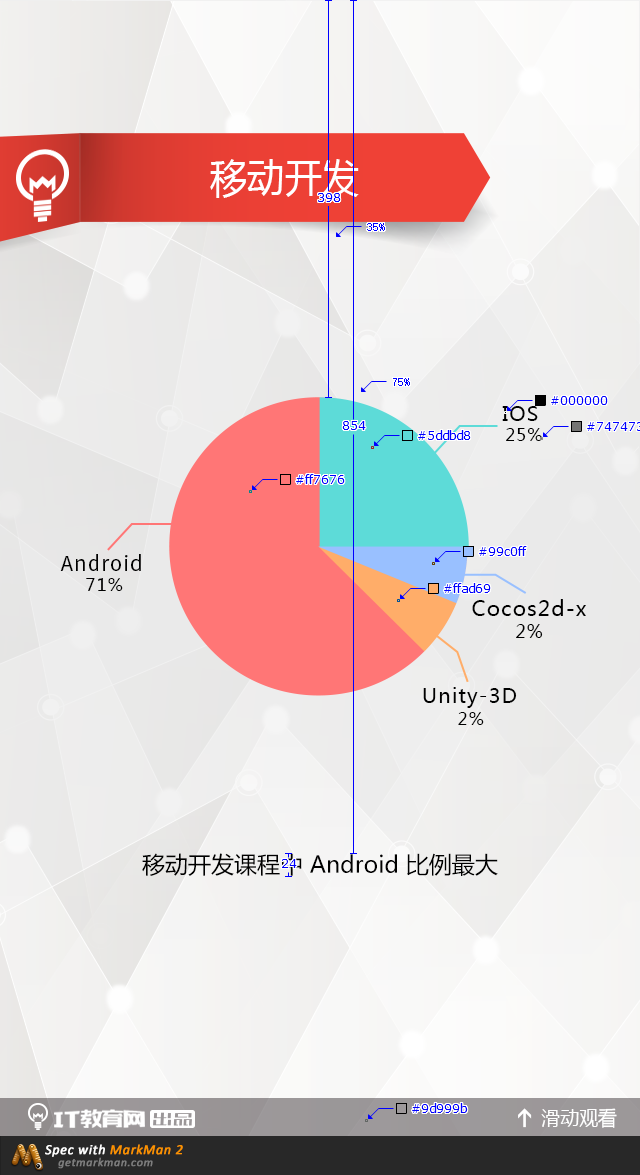 移动开发
398
35%
75%
#000000
iOS
854
#747473
#5ddbd8
25%
#ff7676
#99c0ff
Android
71%
#ffad69
Cocos2d-x
2%
Unity-3D
2%
移动开发课程中 Android 比例最大
24
#9d999b
IT教育网 出品
滑动观看
Spec with MarkMan 2
getmarkman.com